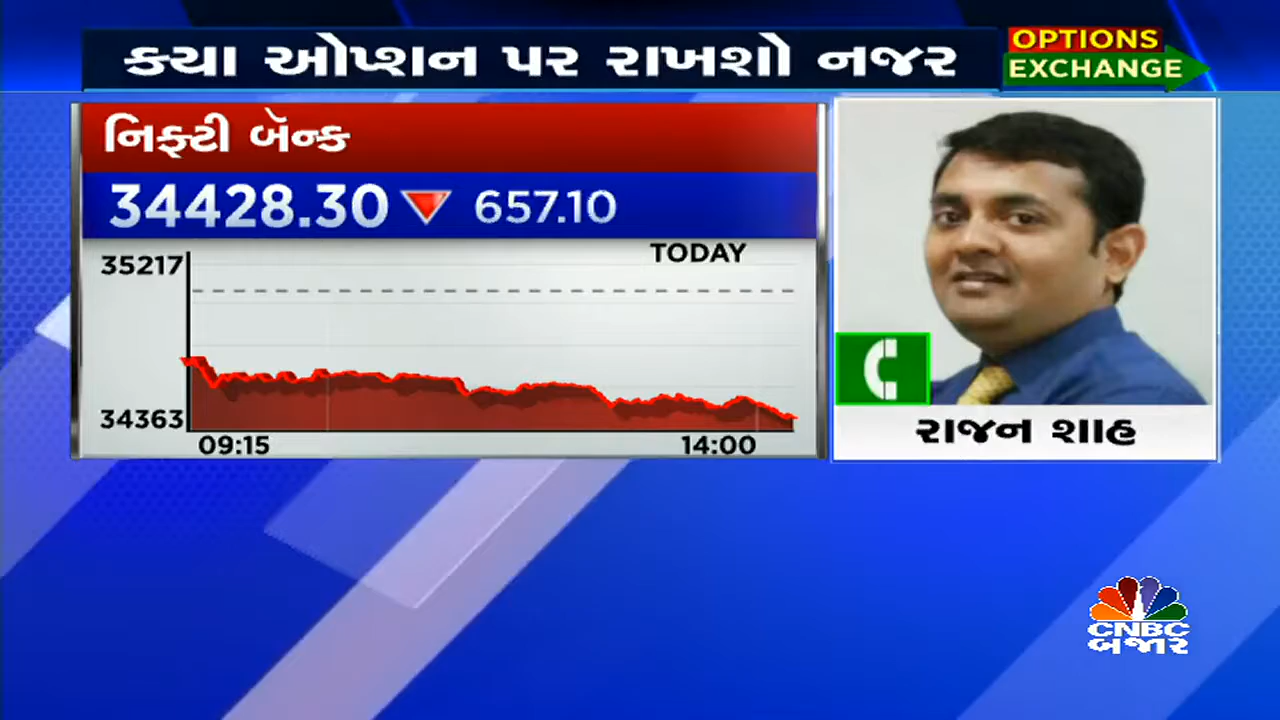 ક્યા ઓપ્શન પર રાખશો નજર
OPTIONS
EXCHANGE
નિફ્ટી બૅન્ક
34428.30 657.10
TODAY
35217
34363
09:15 14:00
રાજન શાહ
CNBC
બજાર